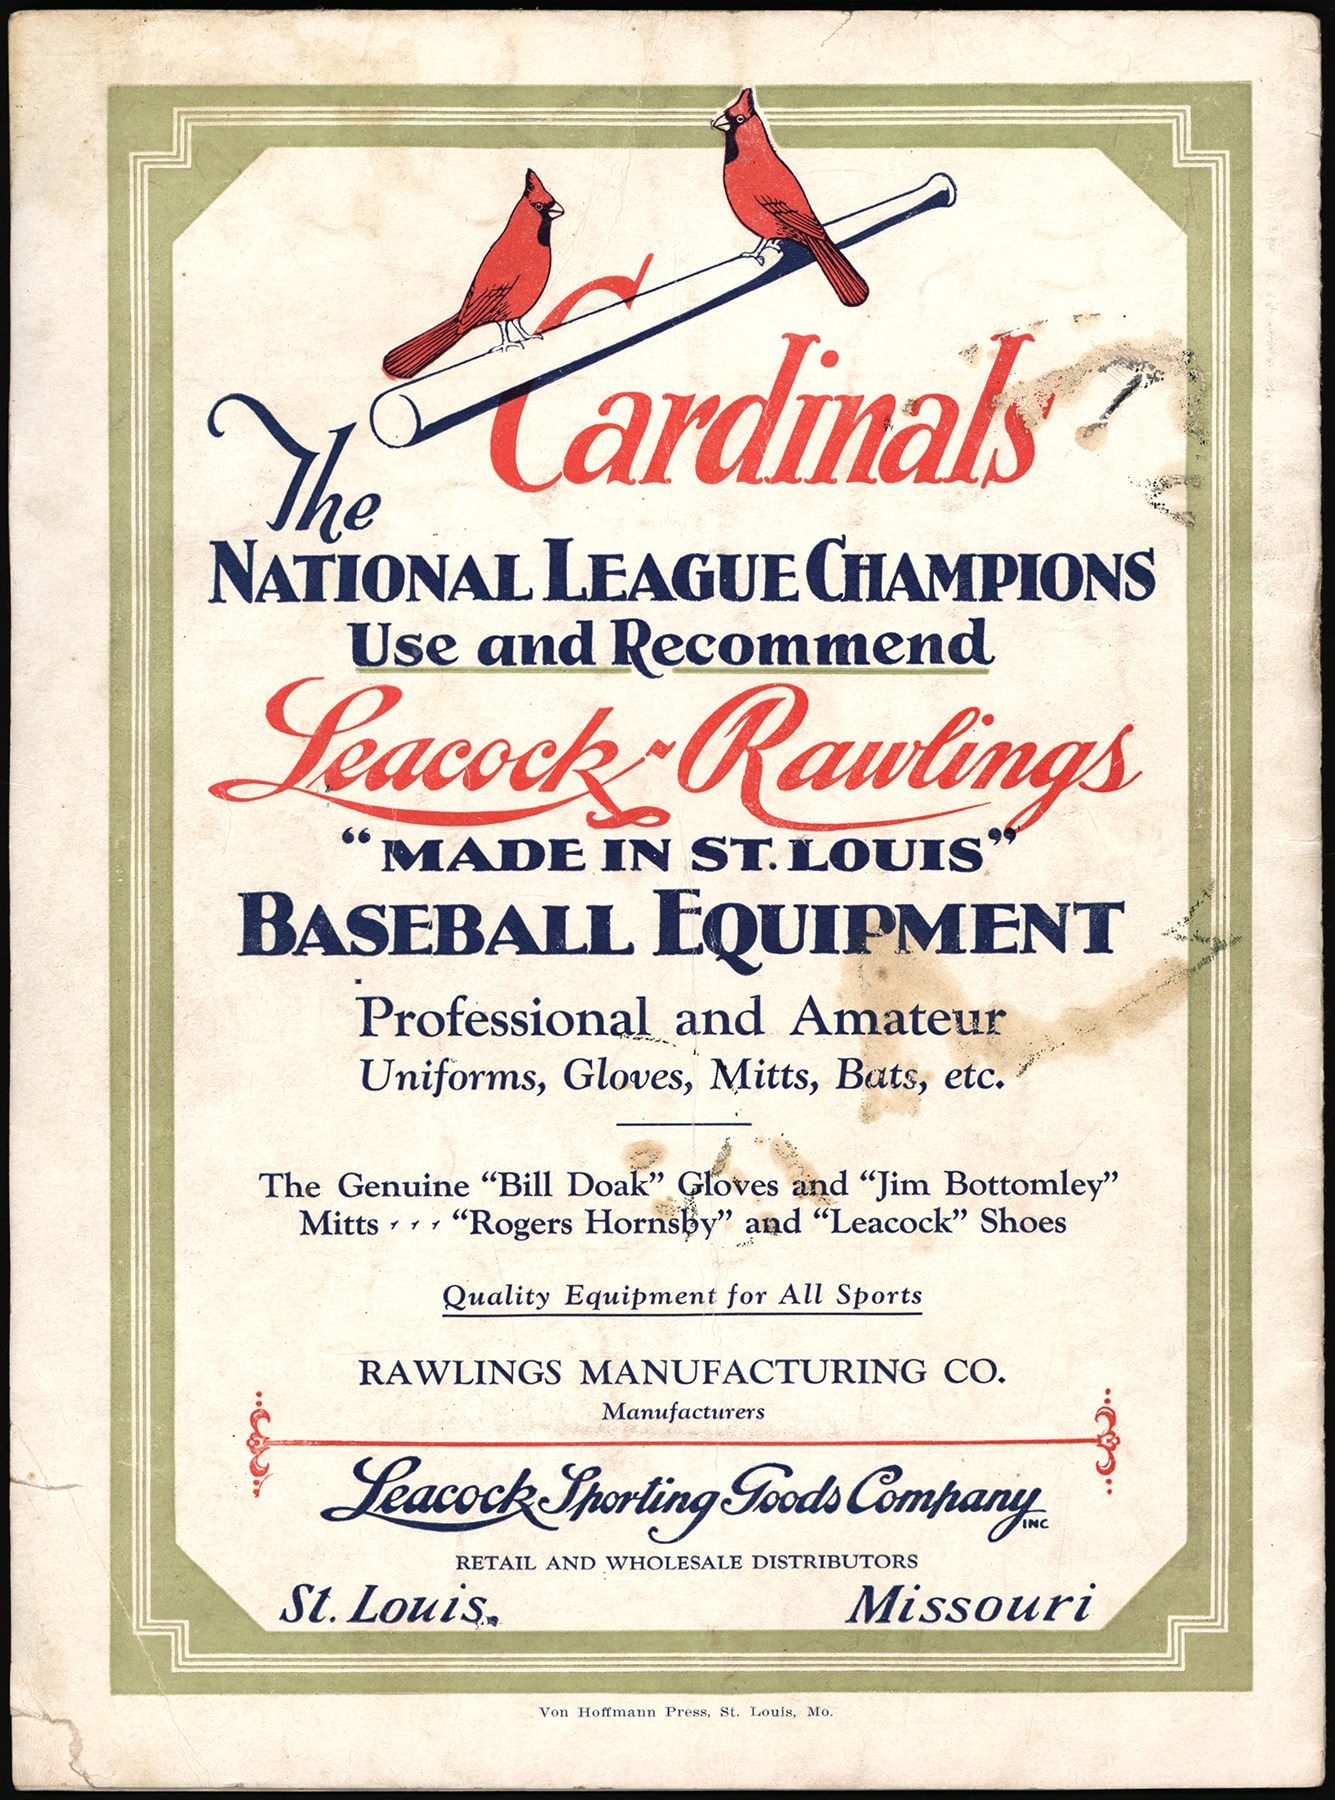 The Cardinals
NATIONAL LEAGUE CHAMPIONS
Use and Recommend
Leacock-Rawlings
“MADE IN ST. LOUIS”
BASEBALL EQUIPMENT
Professional and Amateur
Uniforms, Gloves, Mitts, Bats, etc.
The Genuine “Bill Doak” Gloves and “Jim Bottomley”
Mitts , , , “Rogers Hornsby” and “Leacock” Shoes
Quality Equipment for All Sports
RAWLINGS MANUFACTURING CO.
Manufacturers
Leacock Sporting Goods Company INC
RETAIL AND WHOLESALE DISTRIBUTORS
St. Louis, Missouri
Von Hoffmann Press, St. Louis, Mo.